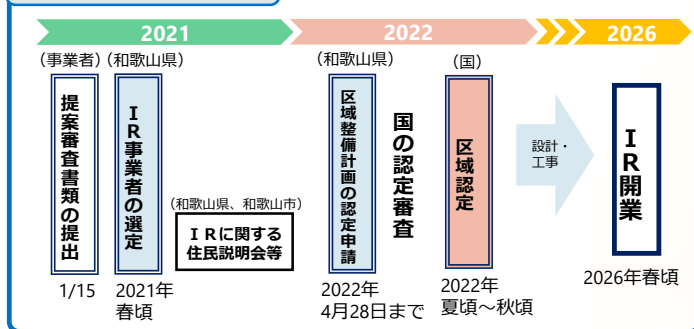 2021
2022
2026
（事業者）
（和歌山県）
（和歌山県）
（国）
提案審査書類の提出
ＩＲ事業者の選定
（和歌山県、和歌山市）
ＩＲに関する
住民説明会等
区域整備計画の認定申請
国の認定審査
区域認定
設計・
工事
ＩＲ開業
1/15
2021年
春頃
2022年
4月28日まで
2022年
夏頃～秋頃
2026年春頃